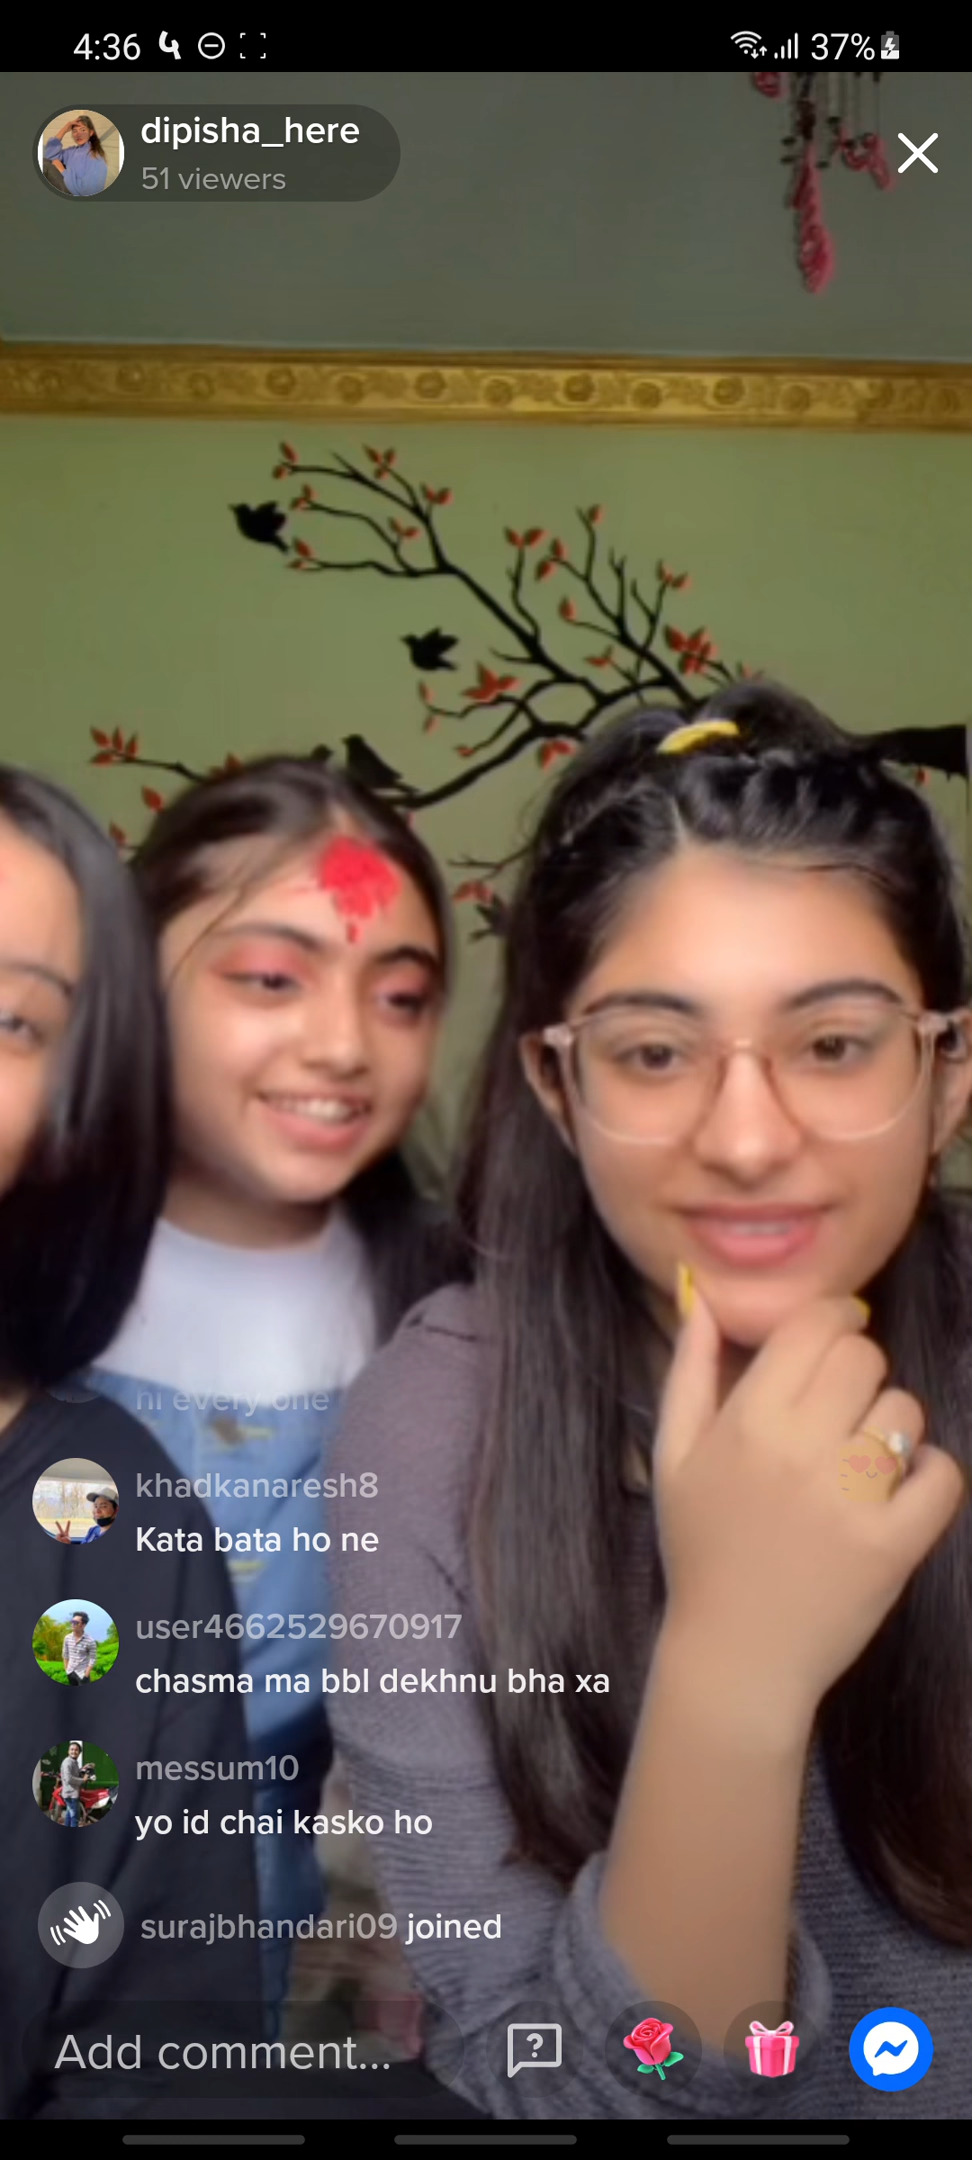 4:36
37%
dipisha_here
51 viewers
hi every one
khadkanaresh8
Kata bata ho ne
user4662529670917
chasma ma bbl dekhnu bha xa
messum10
yo id chai kasko ho
surajbhandari09 joined
Add comment...